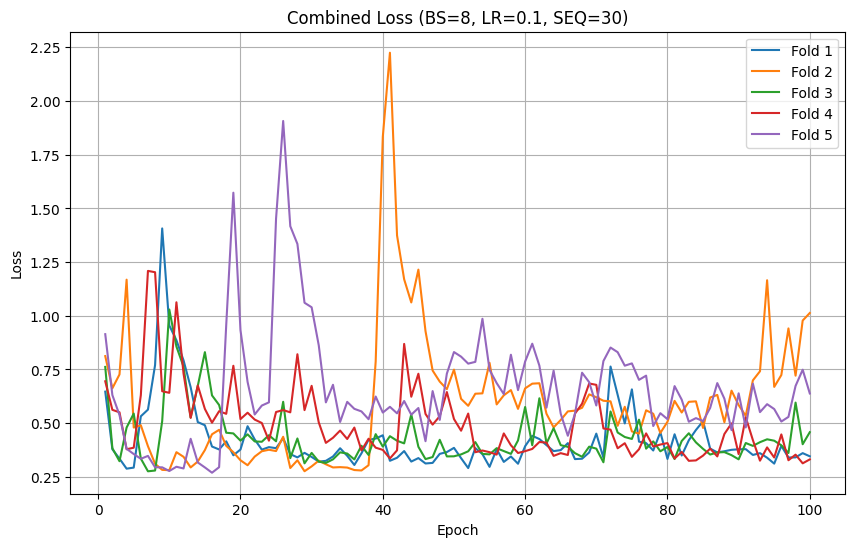 Combined Loss (BS=8, LR=0.1, SEQ=30)
Loss
2.25
2.00
1.75
1.50
1.25
1.00
0.75
0.50
0.25
0
20
40
60
80
100
Epoch
Fold 1
Fold 2
Fold 3
Fold 4
Fold 5